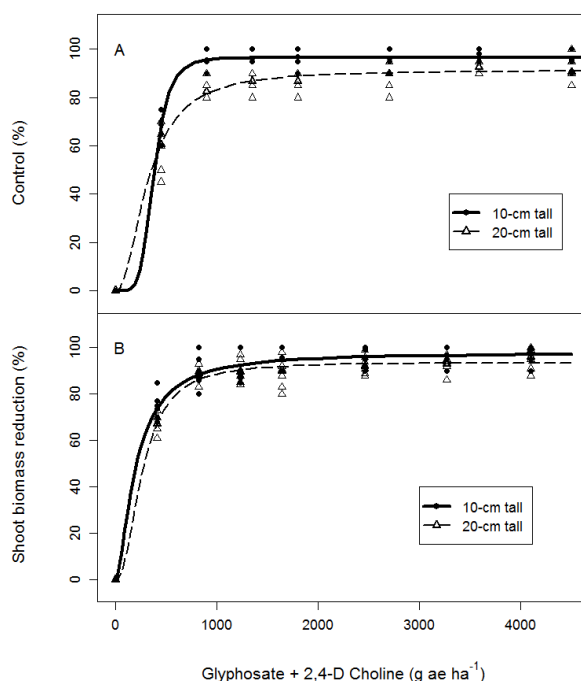 A
Control (%)
0 20 40 60 80 100
10-cm tall
20-cm tall
B
Shoot biomass reduction (%)
0 20 40 60 80 100
10-cm tall
20-cm tall
0 1000 2000 3000 4000
Glyphosate + 2,4-D Choline (g ae ha⁻¹)